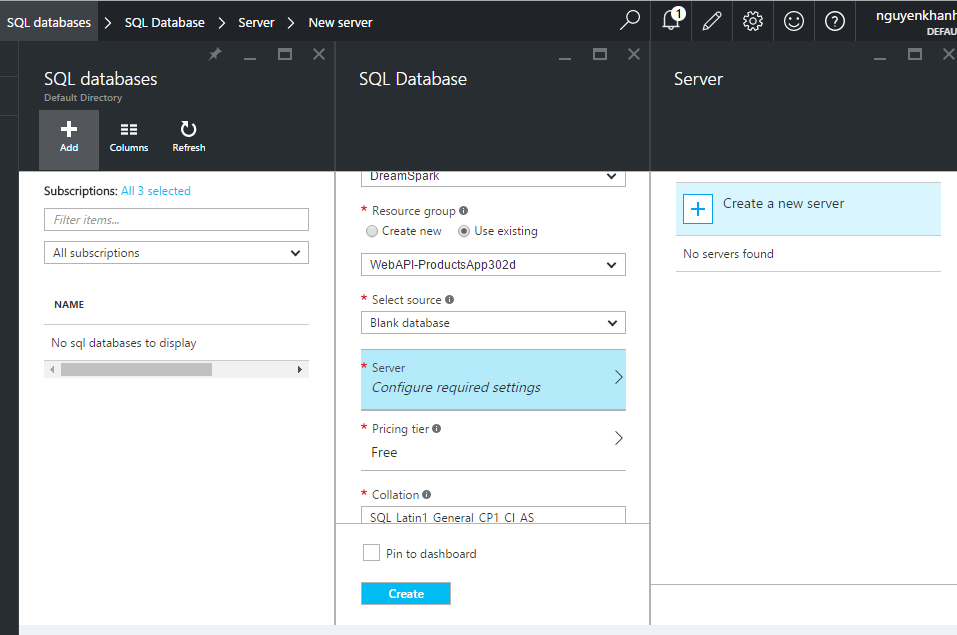 SQL databases > SQL Database > Server > New server
1
nguyenkhanh
DEFAU
SQL databases
Default Directory
Add
Columns
Refresh
Subscriptions: All 3 selected
Filter items...
All subscriptions
NAME
No sql databases to display
SQL Database
DreamSpark
* Resource group
Create new
Use existing
WebAPI-ProductsApp302d
* Select source
Blank database
* Server
Configure required settings
* Pricing tier
Free
* Collation
SQL_Latin1_General_CP1_CI_AS
Pin to dashboard
Create
Server
Create a new server
No servers found